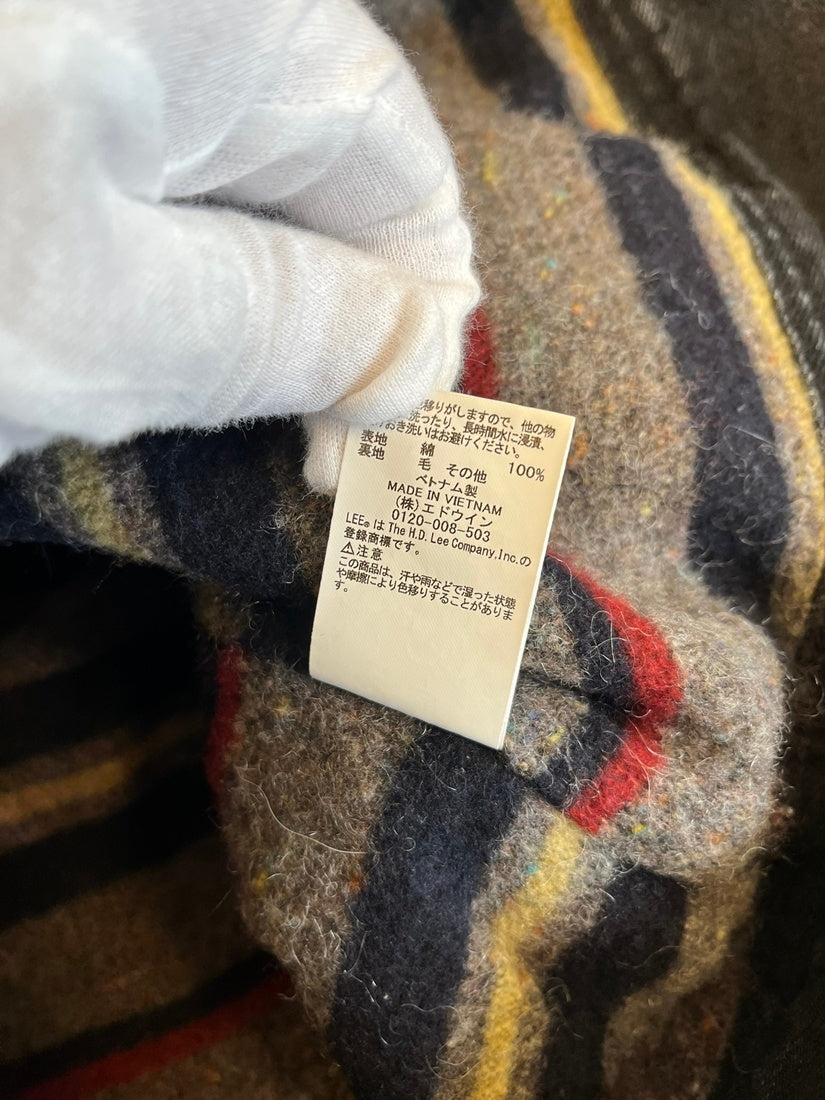 移りがしますので、他の物
洗ったり、長時間水に浸漬、
おき洗いはお避けください。
表地 綿 100%
裏地 毛 その他
ベトナム製
MADE IN VIETNAM
(株)エドウイン
0120-008-503
LEE® は The H.D. Lee Company, Inc. の
登録商標です。
⚠注意
この商品は、汗や雨などで湿った状態
や摩擦により色移りすることがありま
す。